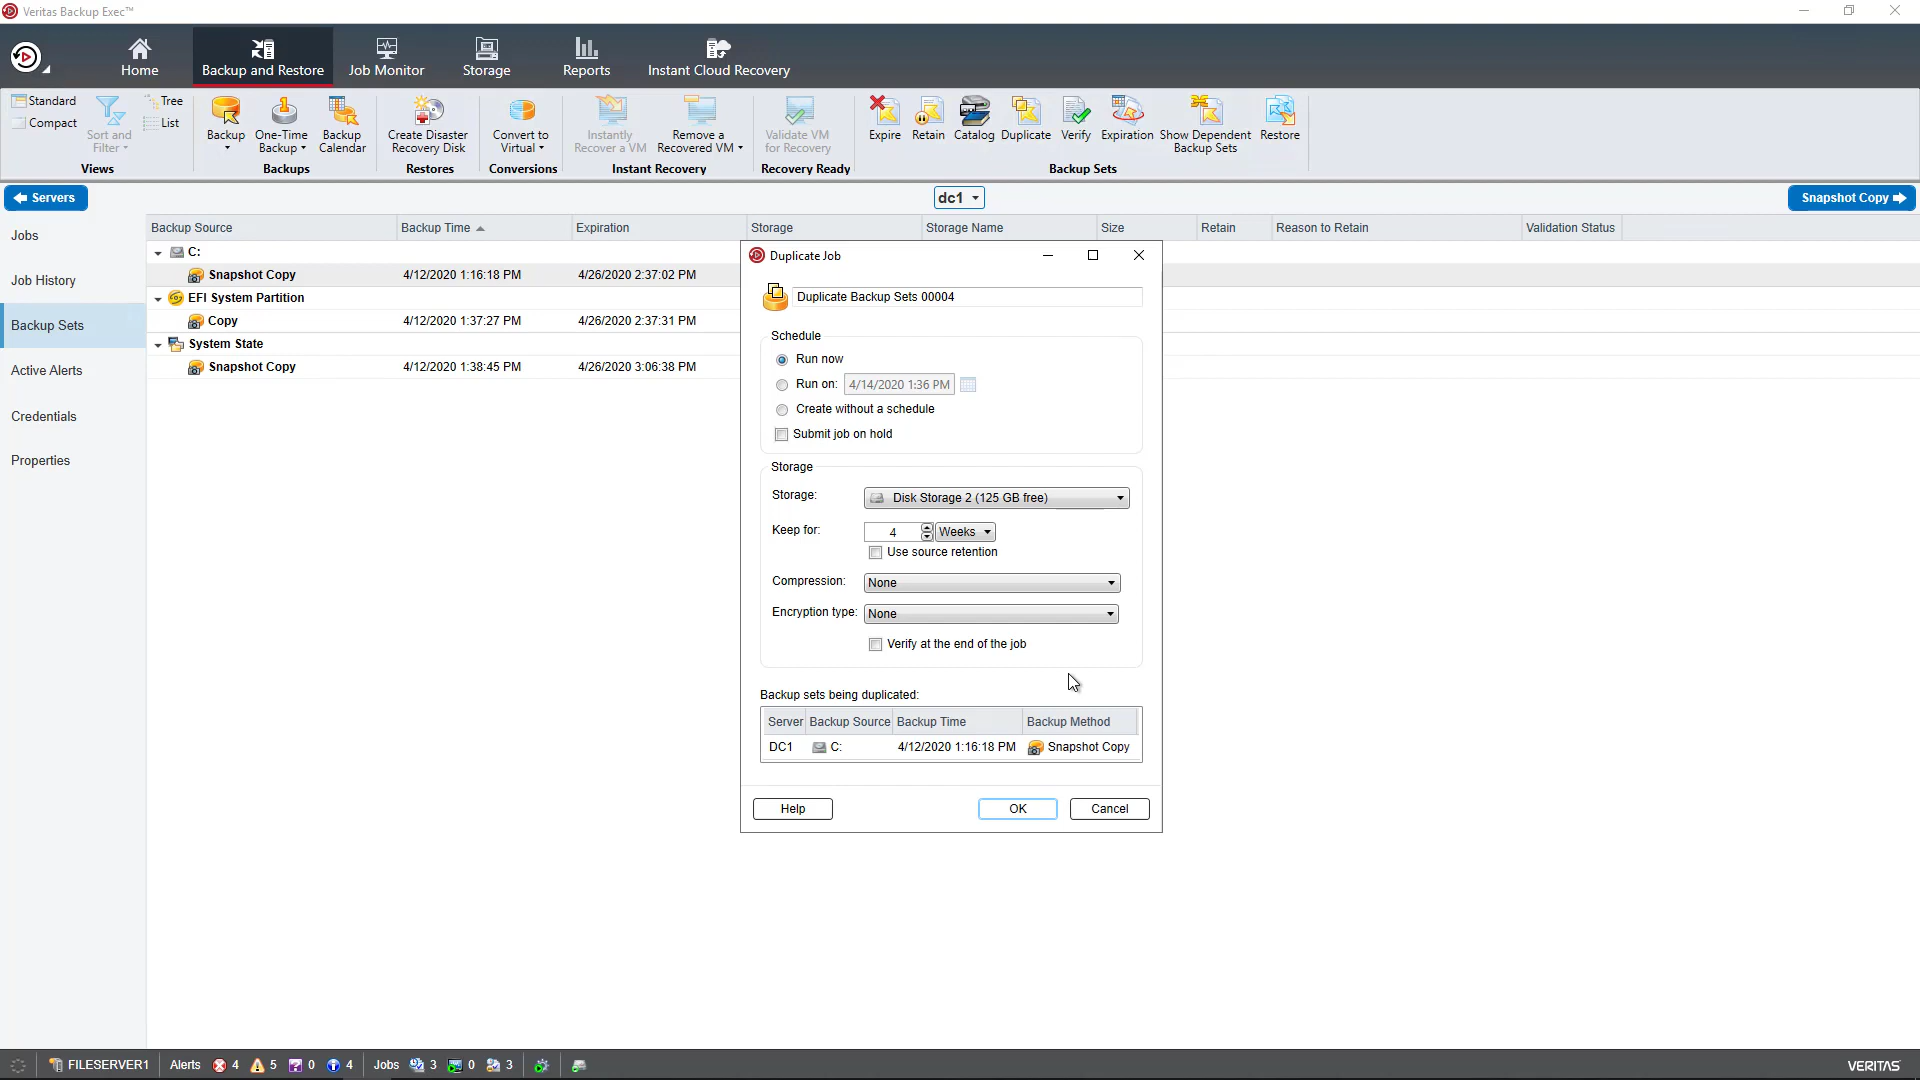 Veritas Backup Exec™
Home
Backup and Restore
Job Monitor
Storage
Reports
Instant Cloud Recovery
Standard
Compact
Sort and Filter
Tree
List
Views
Backup
One-Time Backup
Backup Calendar
Backups
Create Disaster Recovery Disk
Restores
Convert to Virtual
Conversions
Instantly Recover a VM
Remove a Recovered VM
Instant Recovery
Validate VM for Recovery
Recovery Ready
Expire
Retain
Catalog
Duplicate
Verify
Expiration
Show Dependent Backup Sets
Restore
Backup Sets
Servers
dc1
Snapshot Copy
Jobs
Job History
Backup Sets
Active Alerts
Credentials
Properties
Backup Source Backup Time Expiration Storage Storage Name Size Retain Reason to Retain Validation Status
C:
Snapshot Copy 4/12/2020 1:16:18 PM 4/26/2020 2:37:02 PM
EFI System Partition
Copy 4/12/2020 1:37:27 PM 4/26/2020 2:37:31 PM
System State
Snapshot Copy 4/12/2020 1:38:45 PM 4/26/2020 3:06:38 PM
Duplicate Job
Duplicate Backup Sets 00004
Schedule
Run now
Run on: 4/14/2020 1:36 PM
Create without a schedule
Submit job on hold
Storage
Storage: Disk Storage 2 (125 GB free)
Keep for: 4 Weeks
Use source retention
Compression: None
Encryption type: None
Verify at the end of the job
Backup sets being duplicated:
Server Backup Source Backup Time Backup Method
DC1 C: 4/12/2020 1:16:18 PM Snapshot Copy
Help OK Cancel
FILESERVER1 Alerts 4 5 0 4 Jobs 3 0 3 VERITAS